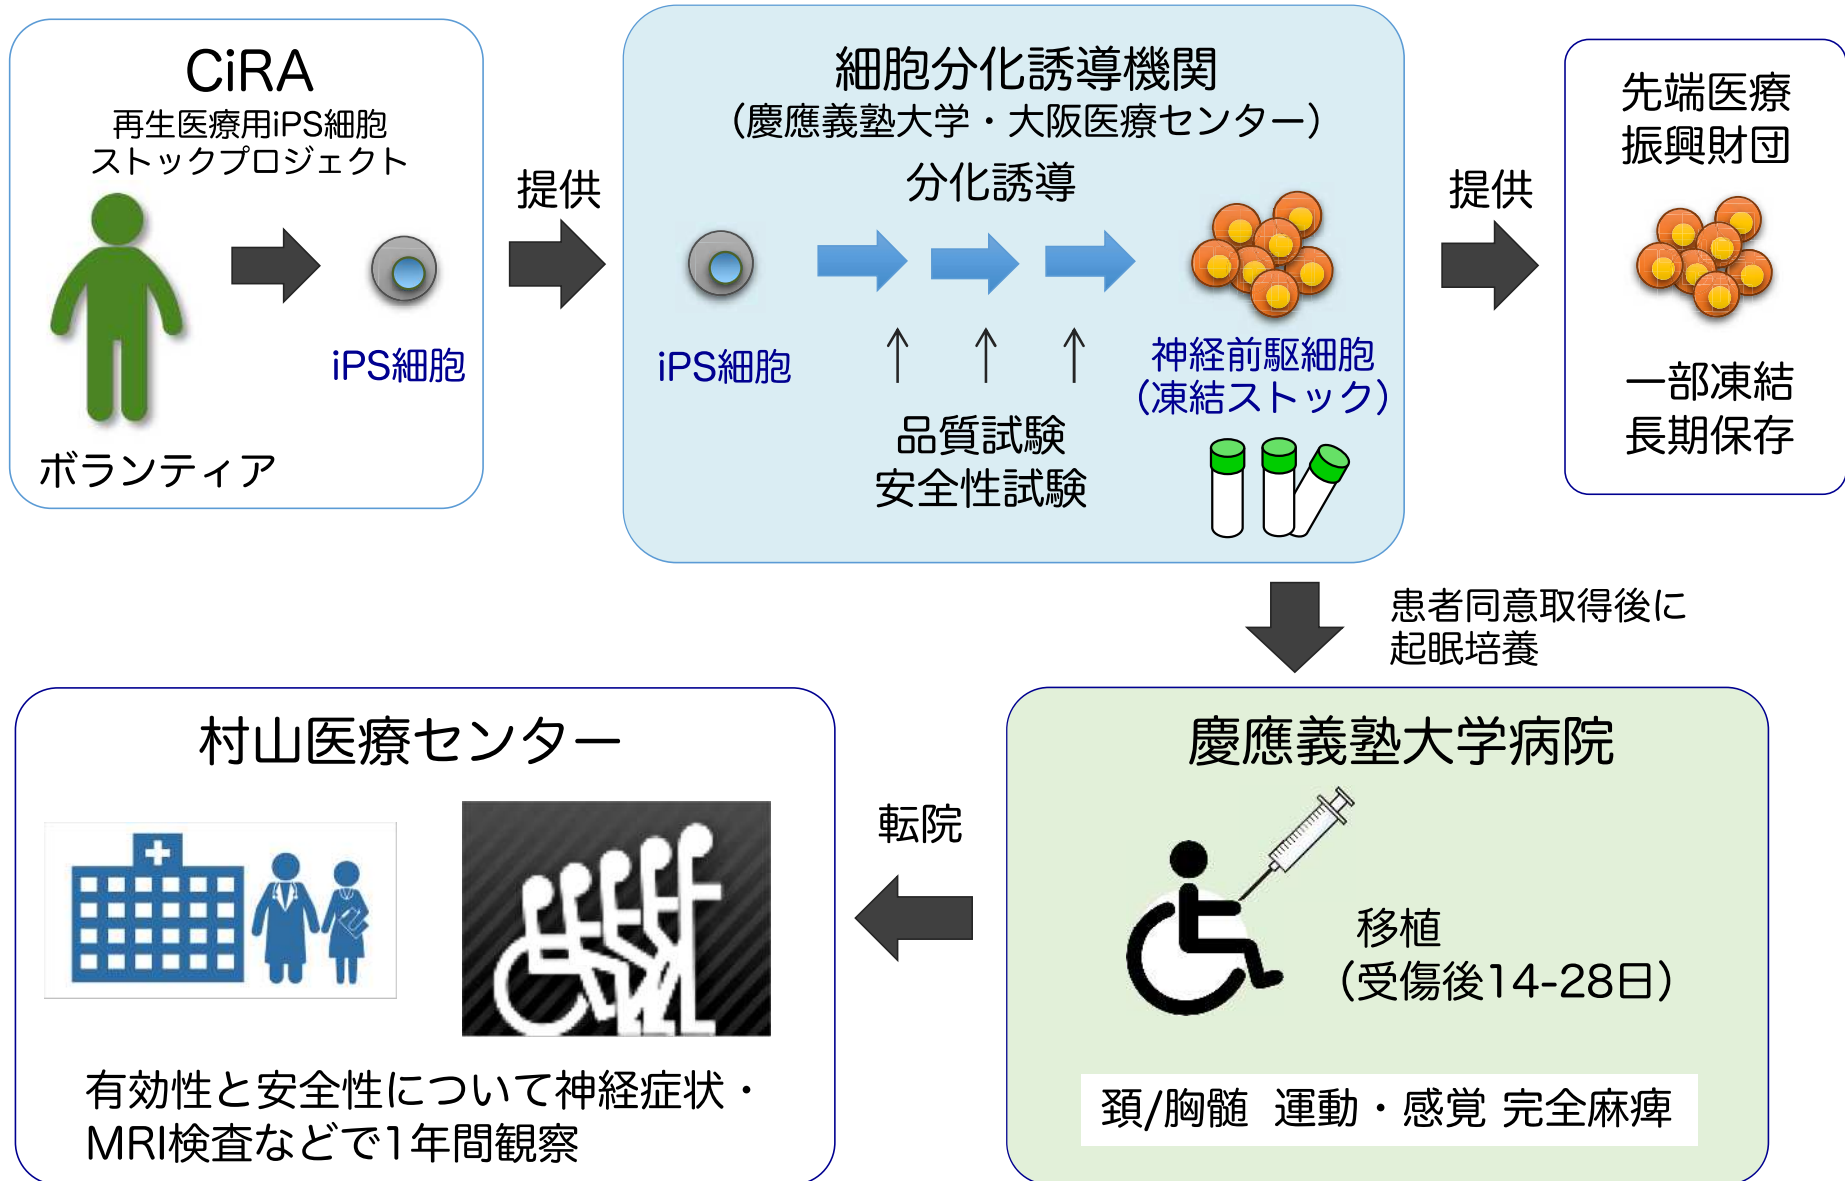 CiRA
再生医療用iPS細胞
ストックプロジェクト
iPS細胞
ボランティア
提供
細胞分化誘導機関
（慶應義塾大学・大阪医療センター）
分化誘導
iPS細胞
品質試験
安全性試験
神経前駆細胞
（凍結ストック）
提供
先端医療
振興財団
一部凍結
長期保存
患者同意取得後に
起眠培養
慶應義塾大学病院
移植
（受傷後14-28日）
頚/胸髄 運動・感覚 完全麻痺
転院
村山医療センター
有効性と安全性について神経症状・
MRI検査などで1年間観察